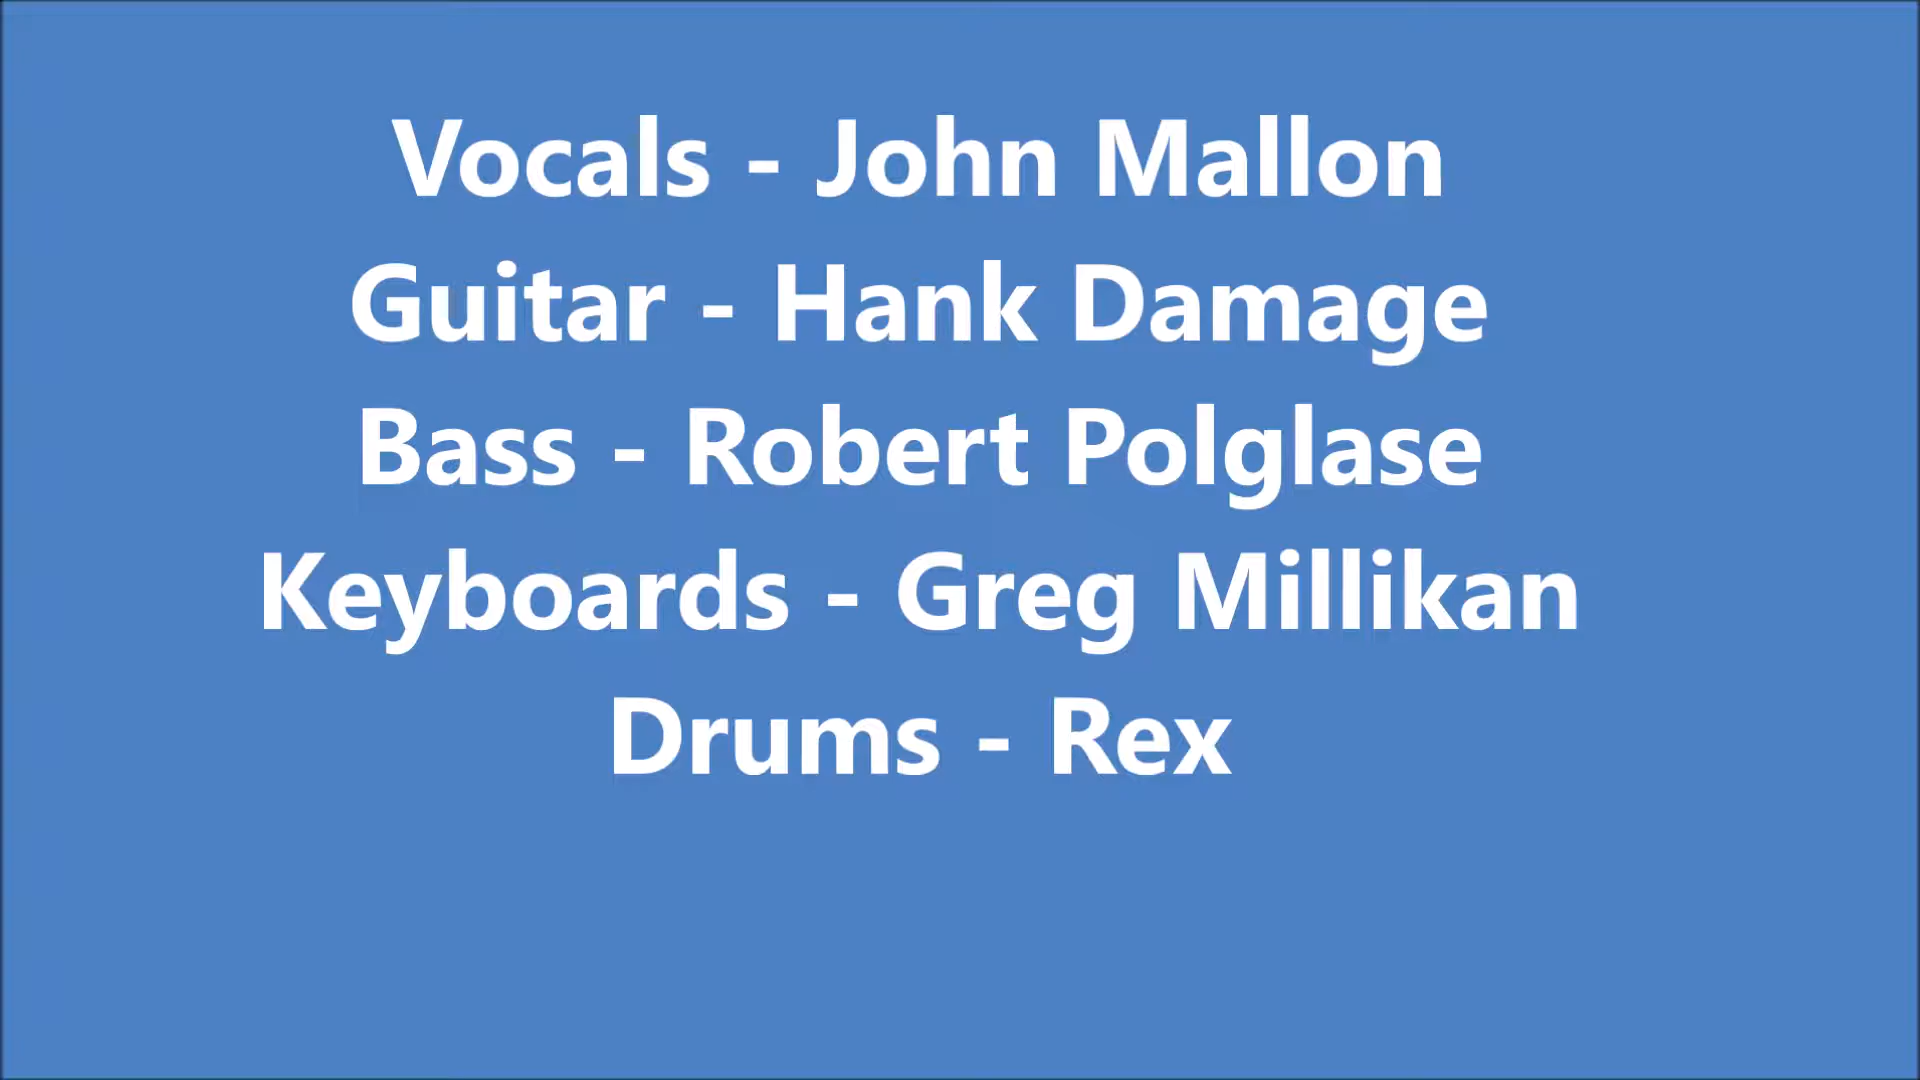 Vocals - John Mallon
Guitar - Hank Damage
Bass - Robert Polglase
Keyboards - Greg Millikan
Drums - Rex